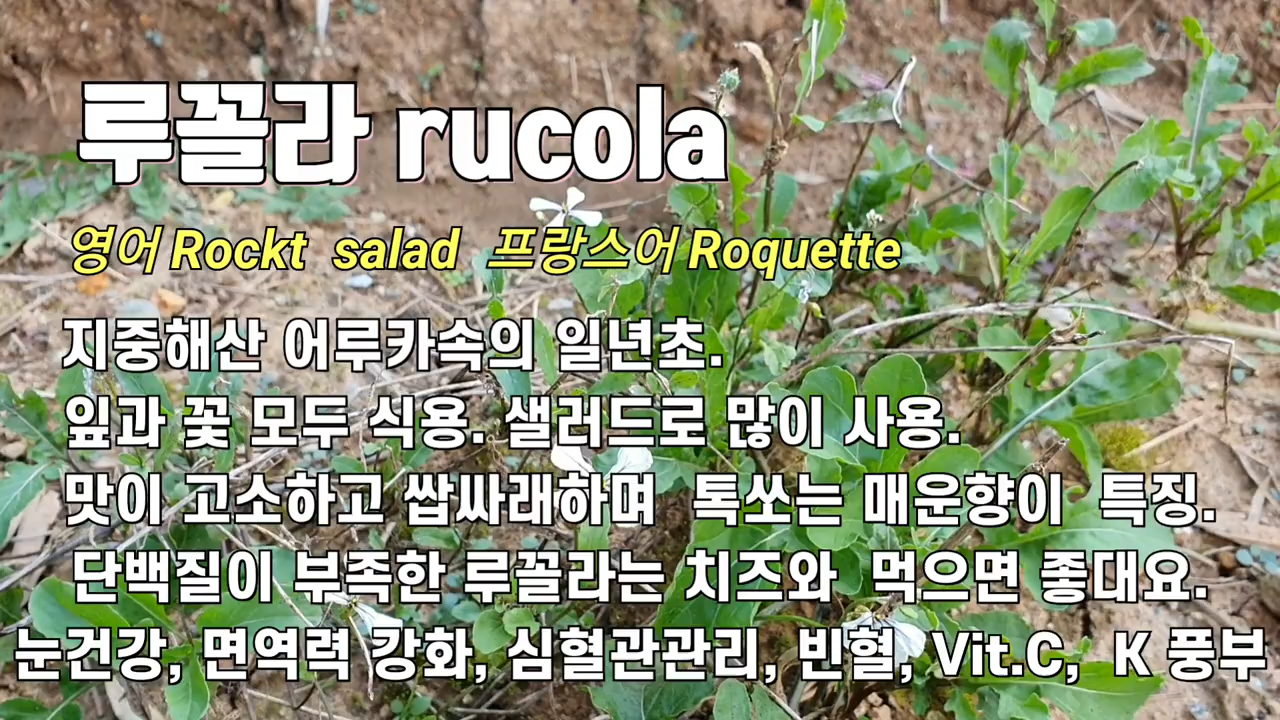 VITA
루꼴라 rucola
영어 Rockt salad 프랑스어 Roquette
지중해산 어루카속의 일년초.
잎과 꽃 모두 식용. 샐러드로 많이 사용.
맛이 고소하고 쌉싸래하며 톡쏘는 매운향이 특징.
단백질이 부족한 루꼴라는 치즈와 먹으면 좋대요.
눈건강, 면역력 강화, 심혈관관리, 빈혈, Vit.C, K 풍부